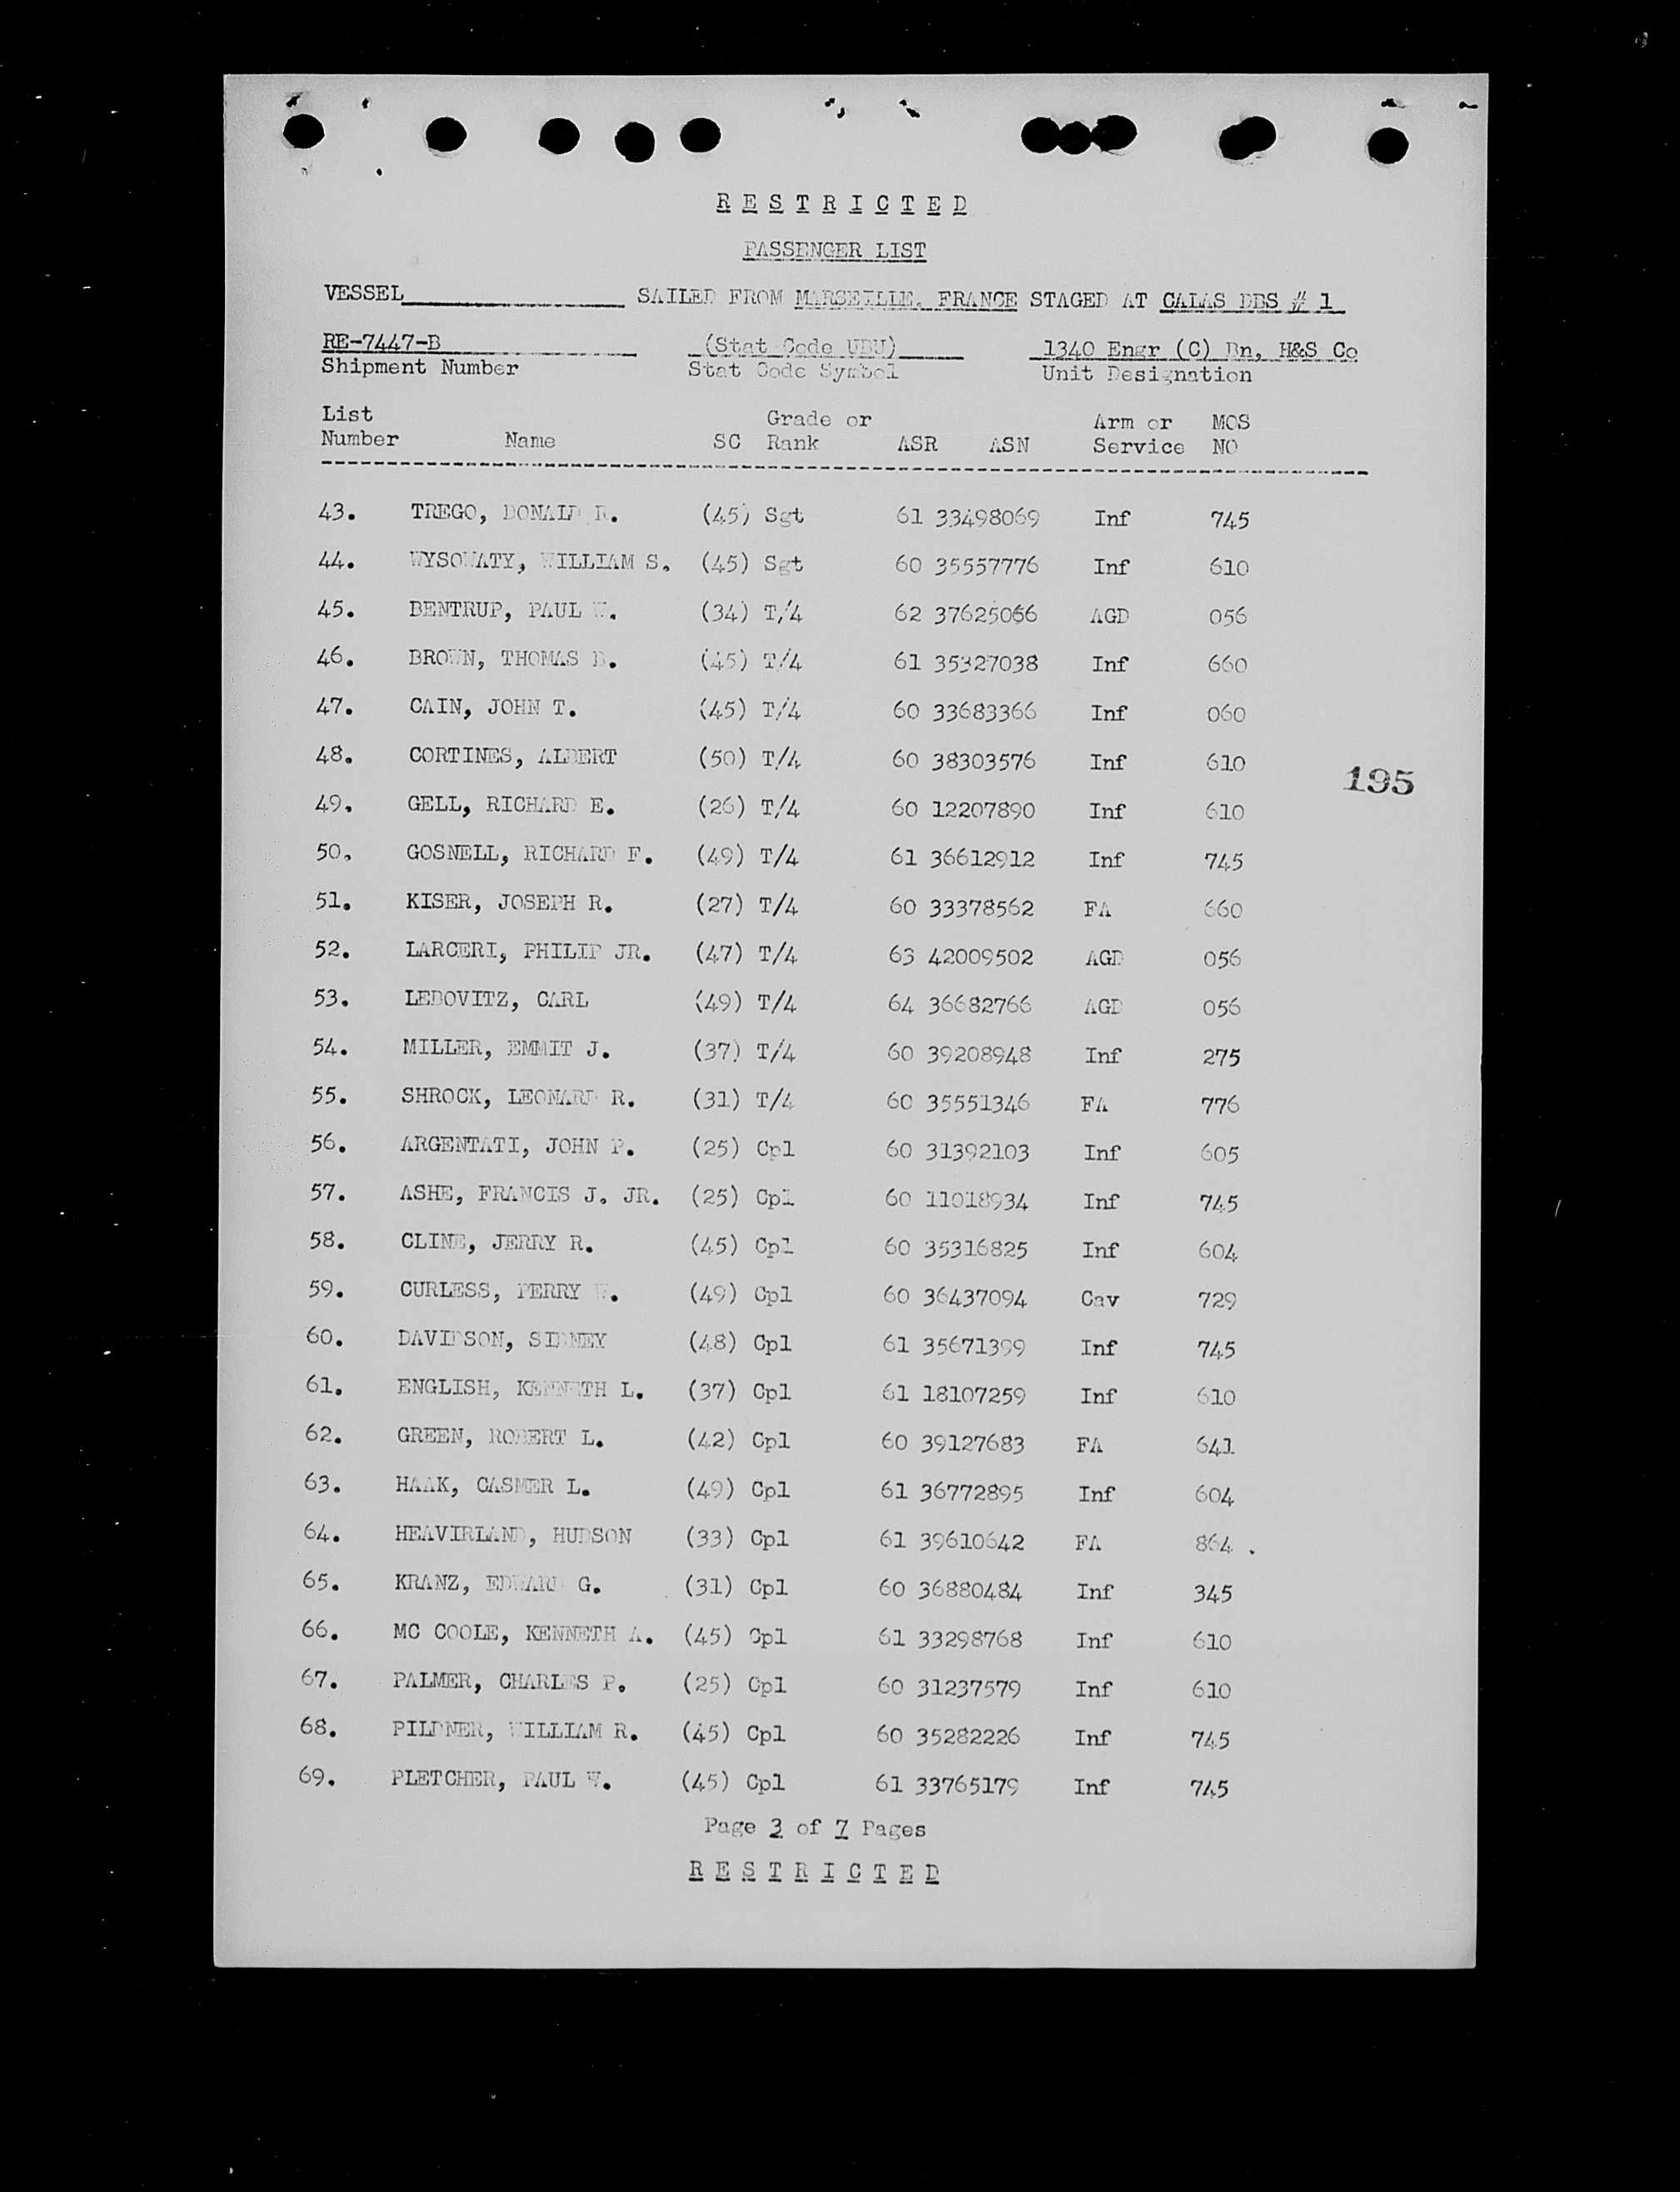 RESTRICTED
PASSENGER LIST
VESSEL SAILED FROM MARSEILLE, FRANCE STAGED AT CALAS DBS # 1
RE-7447-B (Stat Code UBU) 1340 Engr (C) Bn, H&S Co
Shipment Number Stat Code Symbol Unit Designation
List Grade or Arm or MOS
Number Name SC Rank ASR ASN Service NO
43. TREGO, DONALD R. (45) Sgt 61 33498069 Inf 745
44. WYSOWATY, WILLIAM S. (45) Sgt 60 35557776 Inf 610
45. BENTRUP, PAUL W. (34) T/4 62 37625066 AGD 056
46. BROWN, THOMAS B. (45) T/4 61 35327038 Inf 660
47. CAIN, JOHN T. (45) T/4 60 33683366 Inf 060
48. CORTINES, ALBERT (50) T/4 60 38303576 Inf 610
195
49. GELL, RICHARD E. (26) T/4 60 12207890 Inf 610
50. GOSNELL, RICHARD F. (49) T/4 61 36612912 Inf 745
51. KISER, JOSEPH R. (27) T/4 60 33378562 FA 660
52. LARCERI, PHILIP JR. (47) T/4 63 42009502 AGD 056
53. LEBOVITZ, CARL (49) T/4 64 36682766 AGD 056
54. MILLER, EMMIT J. (37) T/4 60 39208948 Inf 275
55. SHROCK, LEONARD R. (31) T/4 60 35551346 FA 776
56. ARGENTATI, JOHN P. (25) Cpl 60 31392103 Inf 605
57. ASHE, FRANCIS J. JR. (25) Cpl 60 11018934 Inf 745
58. CLINE, JERRY R. (45) Cpl 60 35316825 Inf 604
59. CURLESS, PERRY W. (49) Cpl 60 36437094 Cav 729
60. DAVIDSON, SIDNEY (48) Cpl 61 35671399 Inf 745
61. ENGLISH, KENNETH L. (37) Cpl 61 18107259 Inf 610
62. GREEN, ROBERT L. (42) Cpl 60 39127683 FA 641
63. HAAK, CASMER L. (49) Cpl 61 36772895 Inf 604
64. HEAVIRLAND, HUDSON (33) Cpl 61 39610642 FA 864 .
65. KRANZ, EDWARD G. (31) Cpl 60 36880484 Inf 345
66. MC COOLE, KENNETH A. (45) Cpl 61 33298768 Inf 610
67. PALMER, CHARLES P. (25) Cpl 60 31237579 Inf 610
68. PILDNER, WILLIAM R. (45) Cpl 60 35282226 Inf 745
69. PLETCHER, PAUL W. (45) Cpl 61 33765179 Inf 745
Page 3 of 7 Pages
RESTRICTED